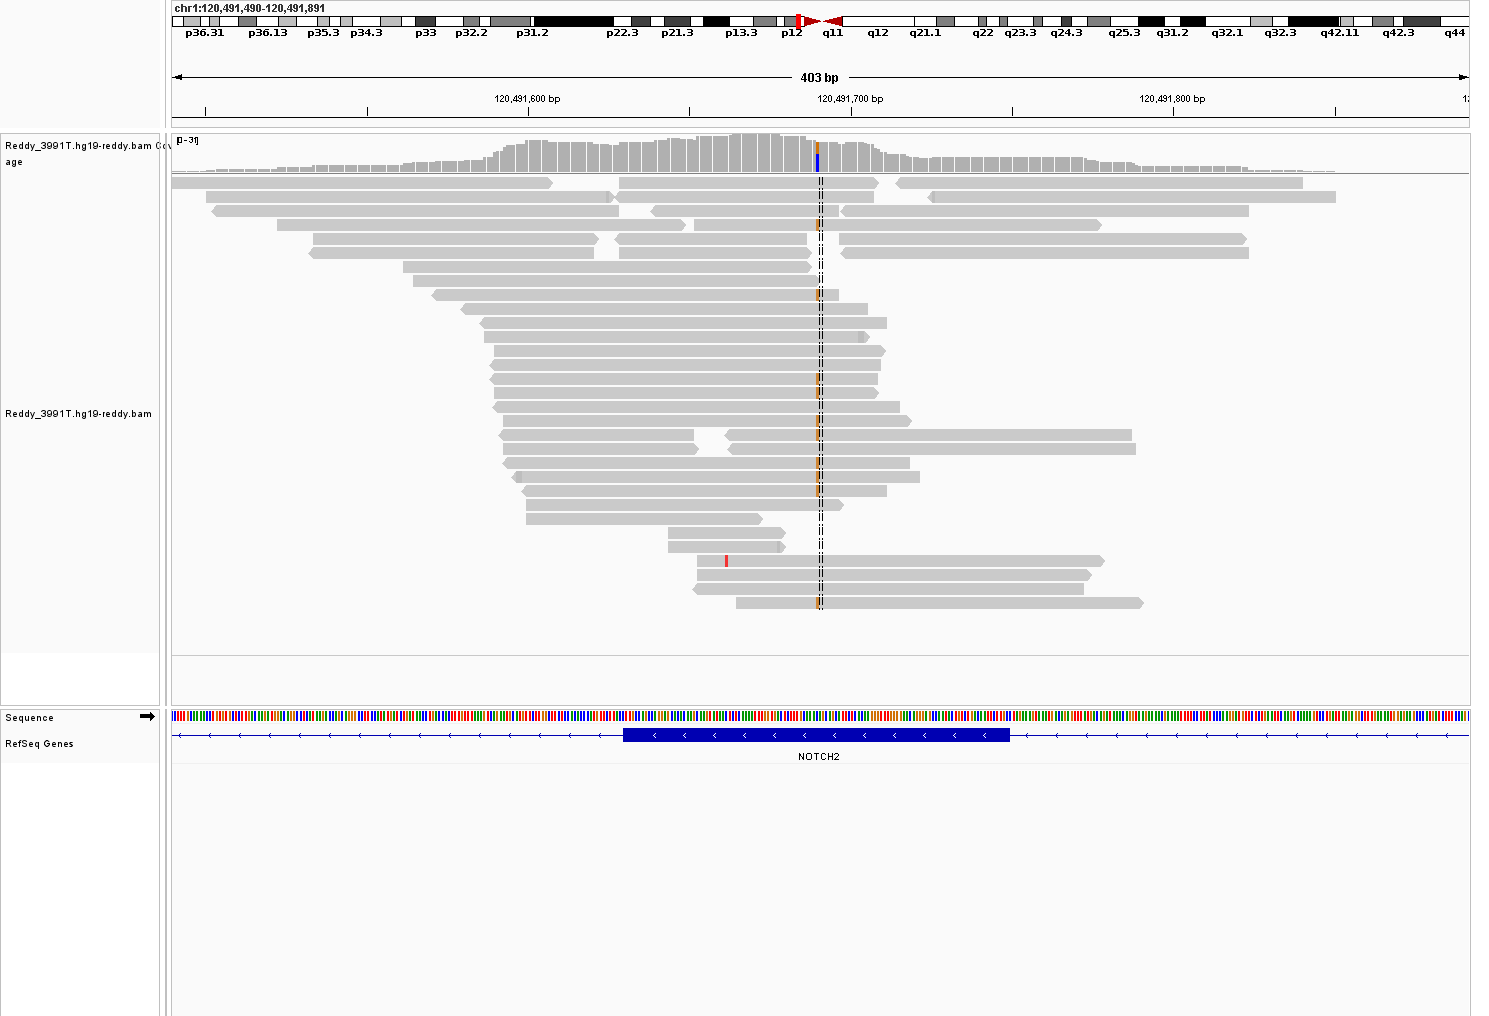 chr1:120,491,490-120,491,891
p36.31 p36.13 p35.3 p34.3 p33 p32.2 p31.2 p22.3 p21.3 p13.3 p12 q11 q12 q21.1 q22 q23.3 q24.3 q25.3 q31.2 q32.1 q32.3 q42.11 q42.3 q44
403 bp
120,491,600 bp 120,491,700 bp 120,491,800 bp
[0-31]
Reddy_3991T.hg19-reddy.bam Cov
age
Reddy_3991T.hg19-reddy.bam
Sequence
RefSeq Genes
NOTCH2